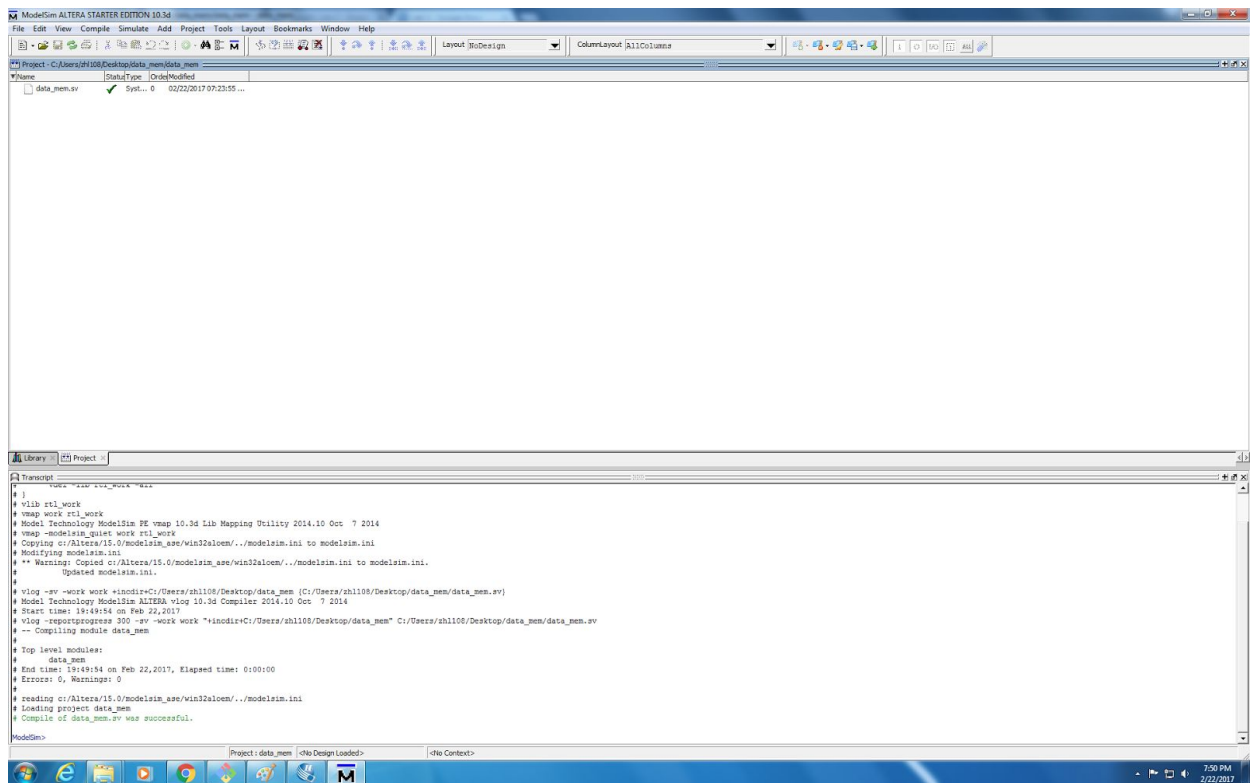 ModelSim ALTERA STARTER EDITION 10.3d
File Edit View Compile Simulate Add Project Tools Layout Bookmarks Window Help
Layout NoDesign ColumnLayout AllColumns
Project - C:/Users/zhl108/Desktop/data_mem/data_mem
Name Status Type Order Modified
data_mem.sv Syst... 0 02/22/2017 07:23:55 ...
Library Project
Transcript
# vdel -lib rtl_work -all
# }
# vlib rtl_work
# vmap work rtl_work
# Model Technology ModelSim PE vmap 10.3d Lib Mapping Utility 2014.10 Oct 7 2014
# vmap -modelsim_quiet work rtl_work
# Copying c:/Altera/15.0/modelsim_ase/win32aloem/../modelsim.ini to modelsim.ini
# Modifying modelsim.ini
# ** Warning: Copied c:/Altera/15.0/modelsim_ase/win32aloem/../modelsim.ini to modelsim.ini.
# Updated modelsim.ini.
#
# vlog -sv -work work +incdir+C:/Users/zhl108/Desktop/data_mem {C:/Users/zhl108/Desktop/data_mem/data_mem.sv}
# Model Technology ModelSim ALTERA vlog 10.3d Compiler 2014.10 Oct 7 2014
# Start time: 19:49:54 on Feb 22,2017
# vlog -reportprogress 300 -sv -work work "+incdir+C:/Users/zhl108/Desktop/data_mem" C:/Users/zhl108/Desktop/data_mem/data_mem.sv
# -- Compiling module data_mem
#
# Top level modules:
# data_mem
# End time: 19:49:54 on Feb 22,2017, Elapsed time: 0:00:00
# Errors: 0, Warnings: 0
#
# reading c:/Altera/15.0/modelsim_ase/win32aloem/../modelsim.ini
# Loading project data_mem
# Compile of data_mem.sv was successful.
ModelSim>
Project : data_mem <No Design Loaded> <No Context>
7:50 PM
2/22/2017